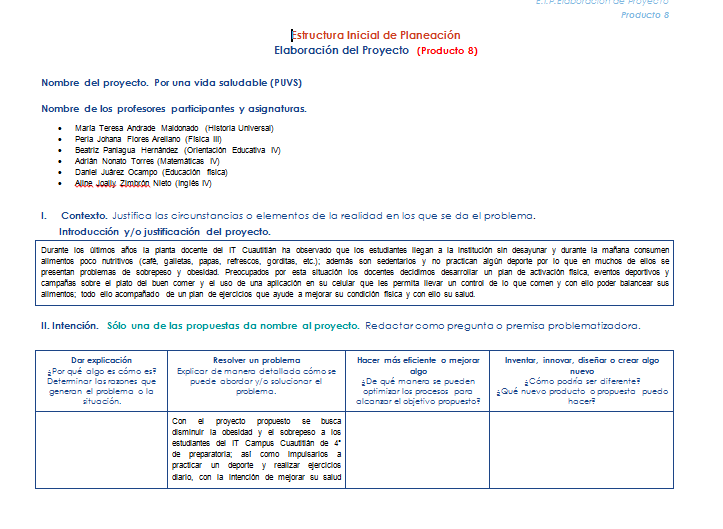 E.I.P.Elaboración de Proyecto
Producto 8
Estructura Inicial de Planeación
Elaboración del Proyecto (Producto 8)
Nombre del proyecto. Por una vida saludable (PUVS)
Nombre de los profesores participantes y asignaturas.
• María Teresa Andrade Maldonado (Historia Universal)
• Perla Johana Flores Arellano (Física III)
• Beatriz Paniagua Hernández (Orientación Educativa IV)
• Adrián Nonato Torres (Matemáticas IV)
• Daniel Juárez Ocampo (Educación física)
• Aline Joally Zimbrón Nieto (Inglés IV)
I. Contexto. Justifica las circunstancias o elementos de la realidad en los que se da el problema.
Introducción y/o justificación del proyecto.
Durante los últimos años la planta docente del IT Cuautitlán ha observado que los estudiantes llegan a la institución sin desayunar y durante la mañana consumen
alimentos poco nutritivos (café, galletas, papas, refrescos, gorditas, etc.); además son sedentarios y no practican algún deporte por lo que en muchos de ellos se
presentan problemas de sobrepeso y obesidad. Preocupados por esta situación los docentes decidimos desarrollar un plan de activación física, eventos deportivos y
campañas sobre el plato del buen comer y el uso de una aplicación en su celular que les permita llevar un control de lo que comen y con ello poder balancear sus
alimentos; todo ello acompañado de un plan de ejercicios que ayude a mejorar su condición física y con ello su salud.
II. Intención. Sólo una de las propuestas da nombre al proyecto. Redactar como pregunta o premisa problematizadora.
Dar explicación
¿Por qué algo es cómo es?
Determinar las razones que
generan el problema o la
situación.
Resolver un problema
Explicar de manera detallada cómo se
puede abordar y/o solucionar el
problema.
Hacer más eficiente o mejorar
algo
¿De qué manera se pueden
optimizar los procesos para
alcanzar el objetivo propuesto?
Inventar, innovar, diseñar o crear algo
nuevo
¿Cómo podría ser diferente?
¿Qué nuevo producto o propuesta puedo
hacer?
Con el proyecto propuesto se busca
disminuir la obesidad y el sobrepeso a los
estudiantes del IT Campus Cuautitlán de 4°
de preparatoria; así como impulsarlos a
practicar un deporte y realizar ejercicios
diario, con la intención de mejorar su salud